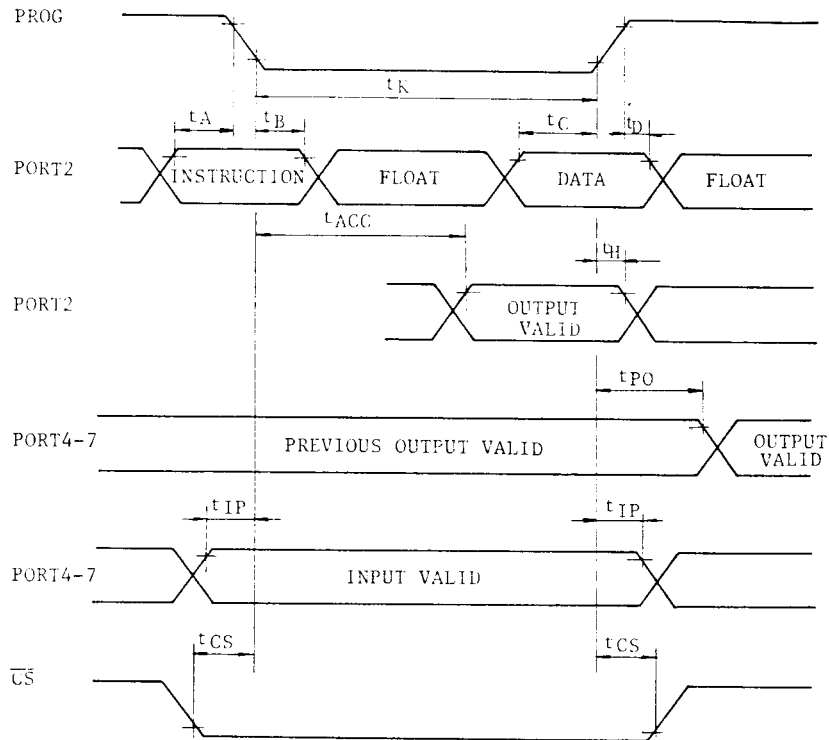 PROG
tK
tA tB tC tD
PORT2 INSTRUCTION FLOAT DATA FLOAT
tACC
tH
PORT2 OUTPUT VALID
tPO
PORT4-7 PREVIOUS OUTPUT VALID OUTPUT VALID
tIP tIP
PORT4-7 INPUT VALID
tCS tCS
C̅S̅